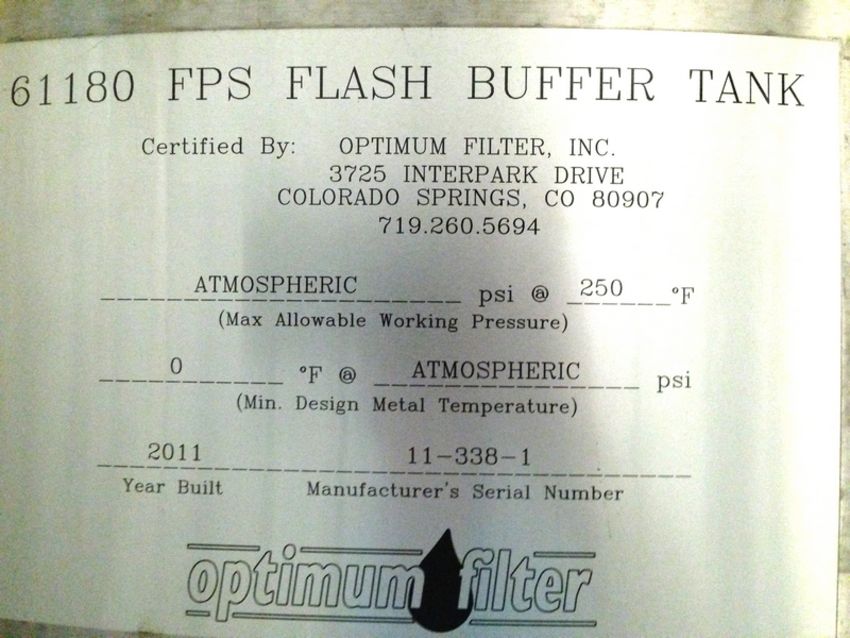 61180 FPS FLASH BUFFER TANK
Certified By: OPTIMUM FILTER, INC.
3725 INTERPARK DRIVE
COLORADO SPRINGS, CO 80907
719.260.5694
ATMOSPHERIC psi @ 250 °F
(Max Allowable Working Pressure)
0 °F @ ATMOSPHERIC psi
(Min. Design Metal Temperature)
2011 11-338-1
Year Built Manufacturer's Serial Number
optimum filter